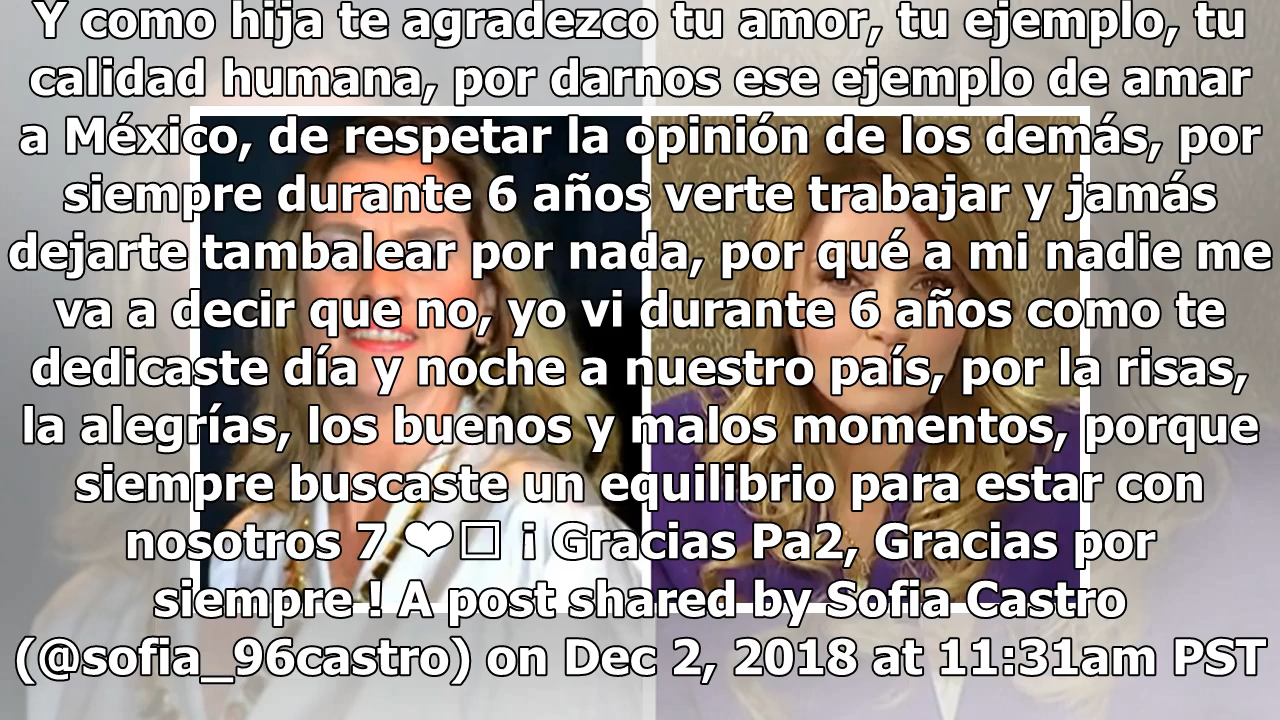 Y como hija te agradezco tu amor, tu ejemplo, tu
calidad humana, por darnos ese ejemplo de amar
a México, de respetar la opinión de los demás, por
siempre durante 6 años verte trabajar y jamás
dejarte tambalear por nada, por qué a mi nadie me
va a decir que no, yo vi durante 6 años como te
dedicaste día y noche a nuestro país, por la risas,
la alegrías, los buenos y malos momentos, porque
siempre buscaste un equilibrio para estar con
nosotros 7 ❤□ ¡ Gracias Pa2, Gracias por
siempre ! A post shared by Sofia Castro
(@sofia_96castro) on Dec 2, 2018 at 11:31am PST